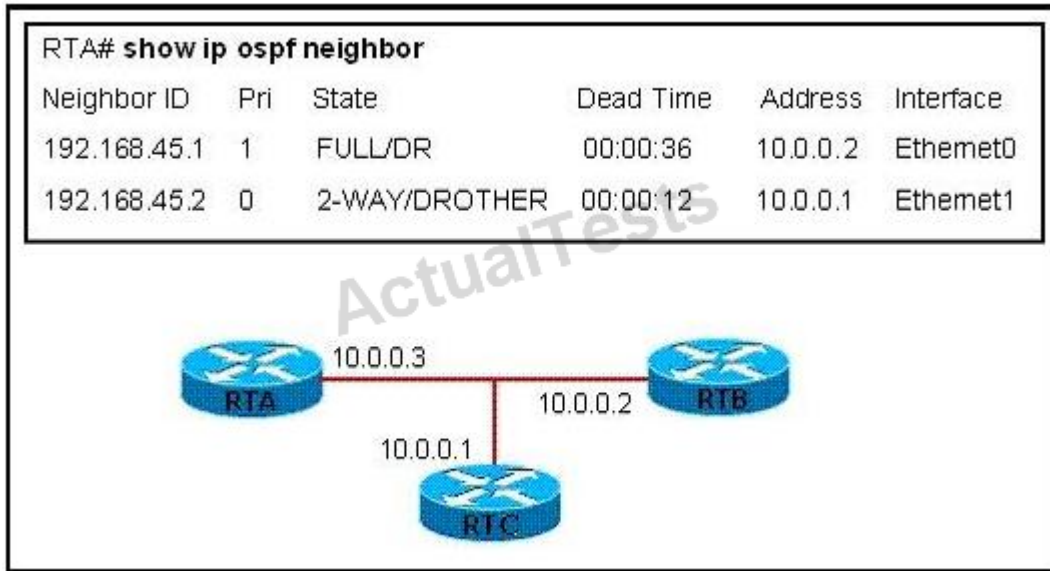 RTA# show ip ospf neighbor
Neighbor ID Pri State Dead Time Address Interface
192.168.45.1 1 FULL/DR 00:00:36 10.0.0.2 Ethernet0
192.168.45.2 0 2-WAY/DROTHER 00:00:12 10.0.0.1 Ethernet1
ActualTests
10.0.0.3
RTA
10.0.0.2
RTB
10.0.0.1
RTC